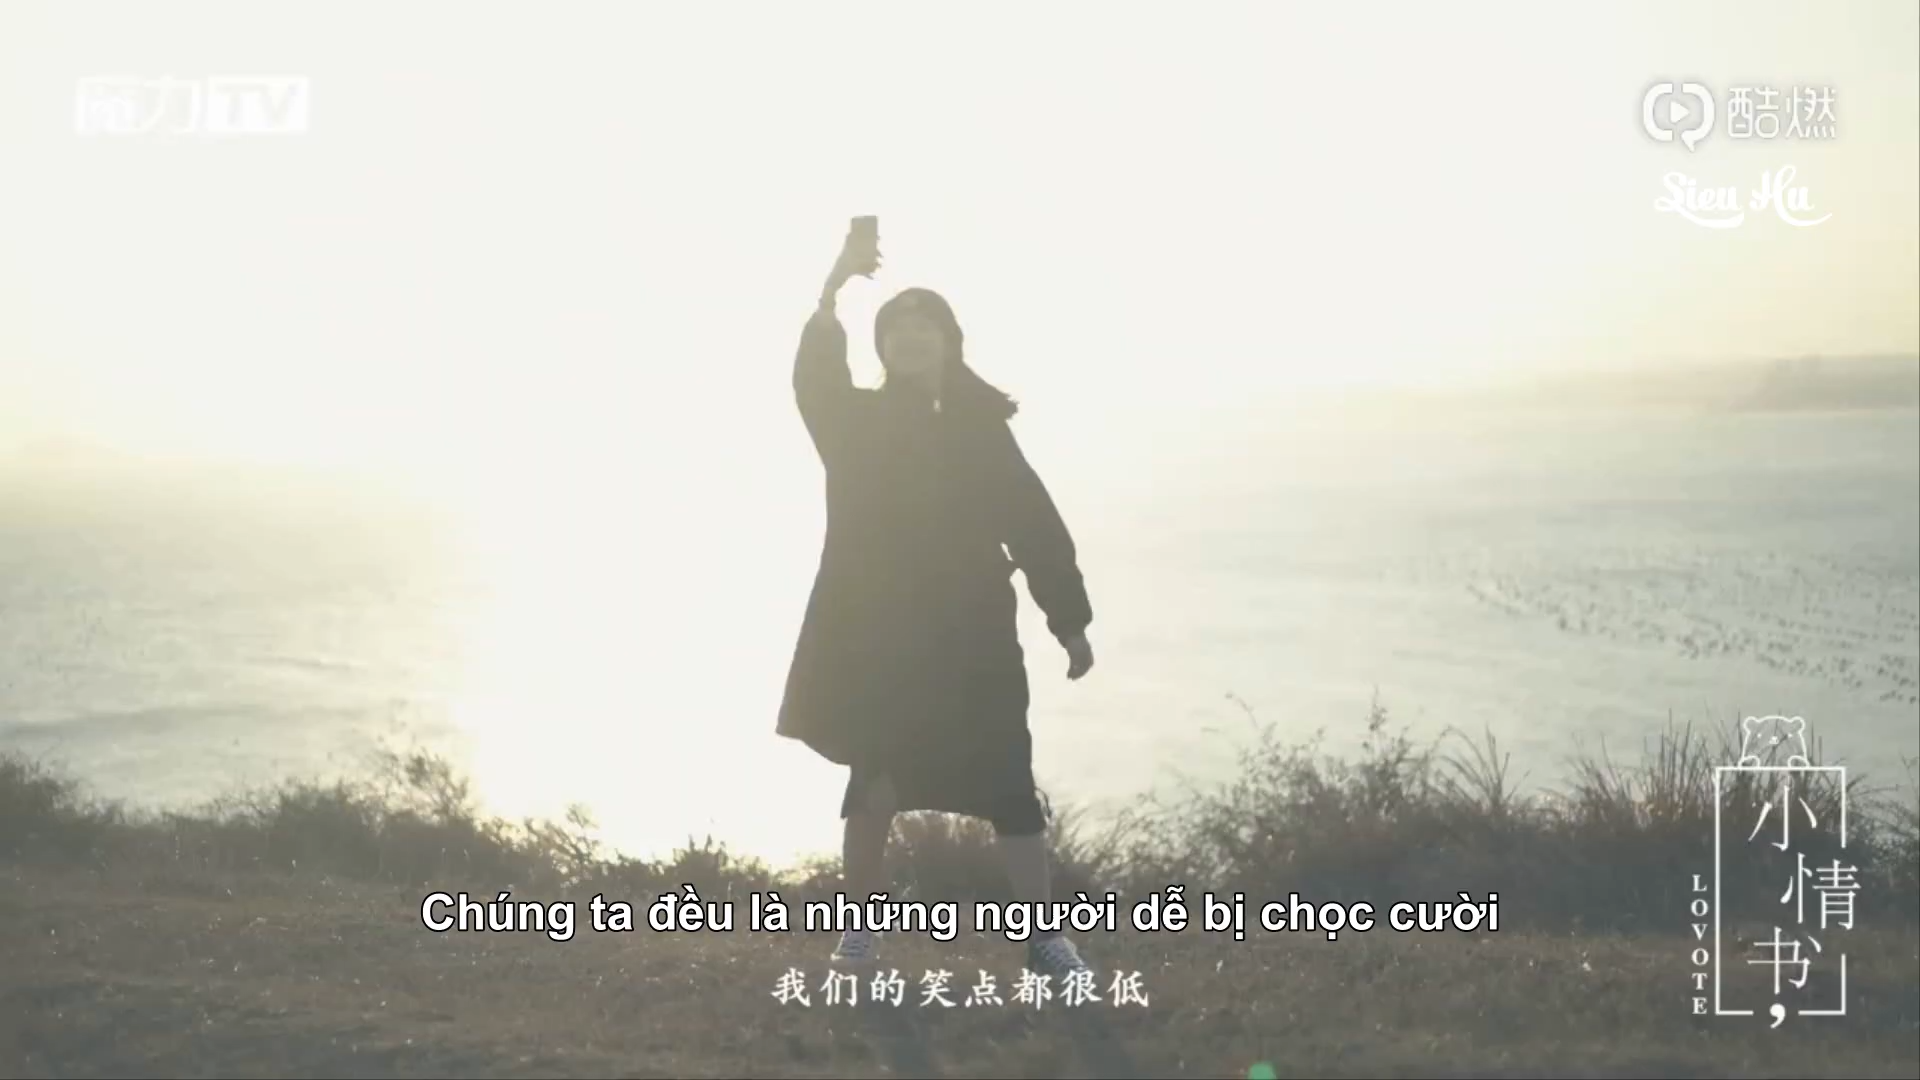 魔力TV
酷燃
Sieu Hu
小情书
LOVOTE
Chúng ta đều là những người dễ bị chọc cười
我们的笑点都很低